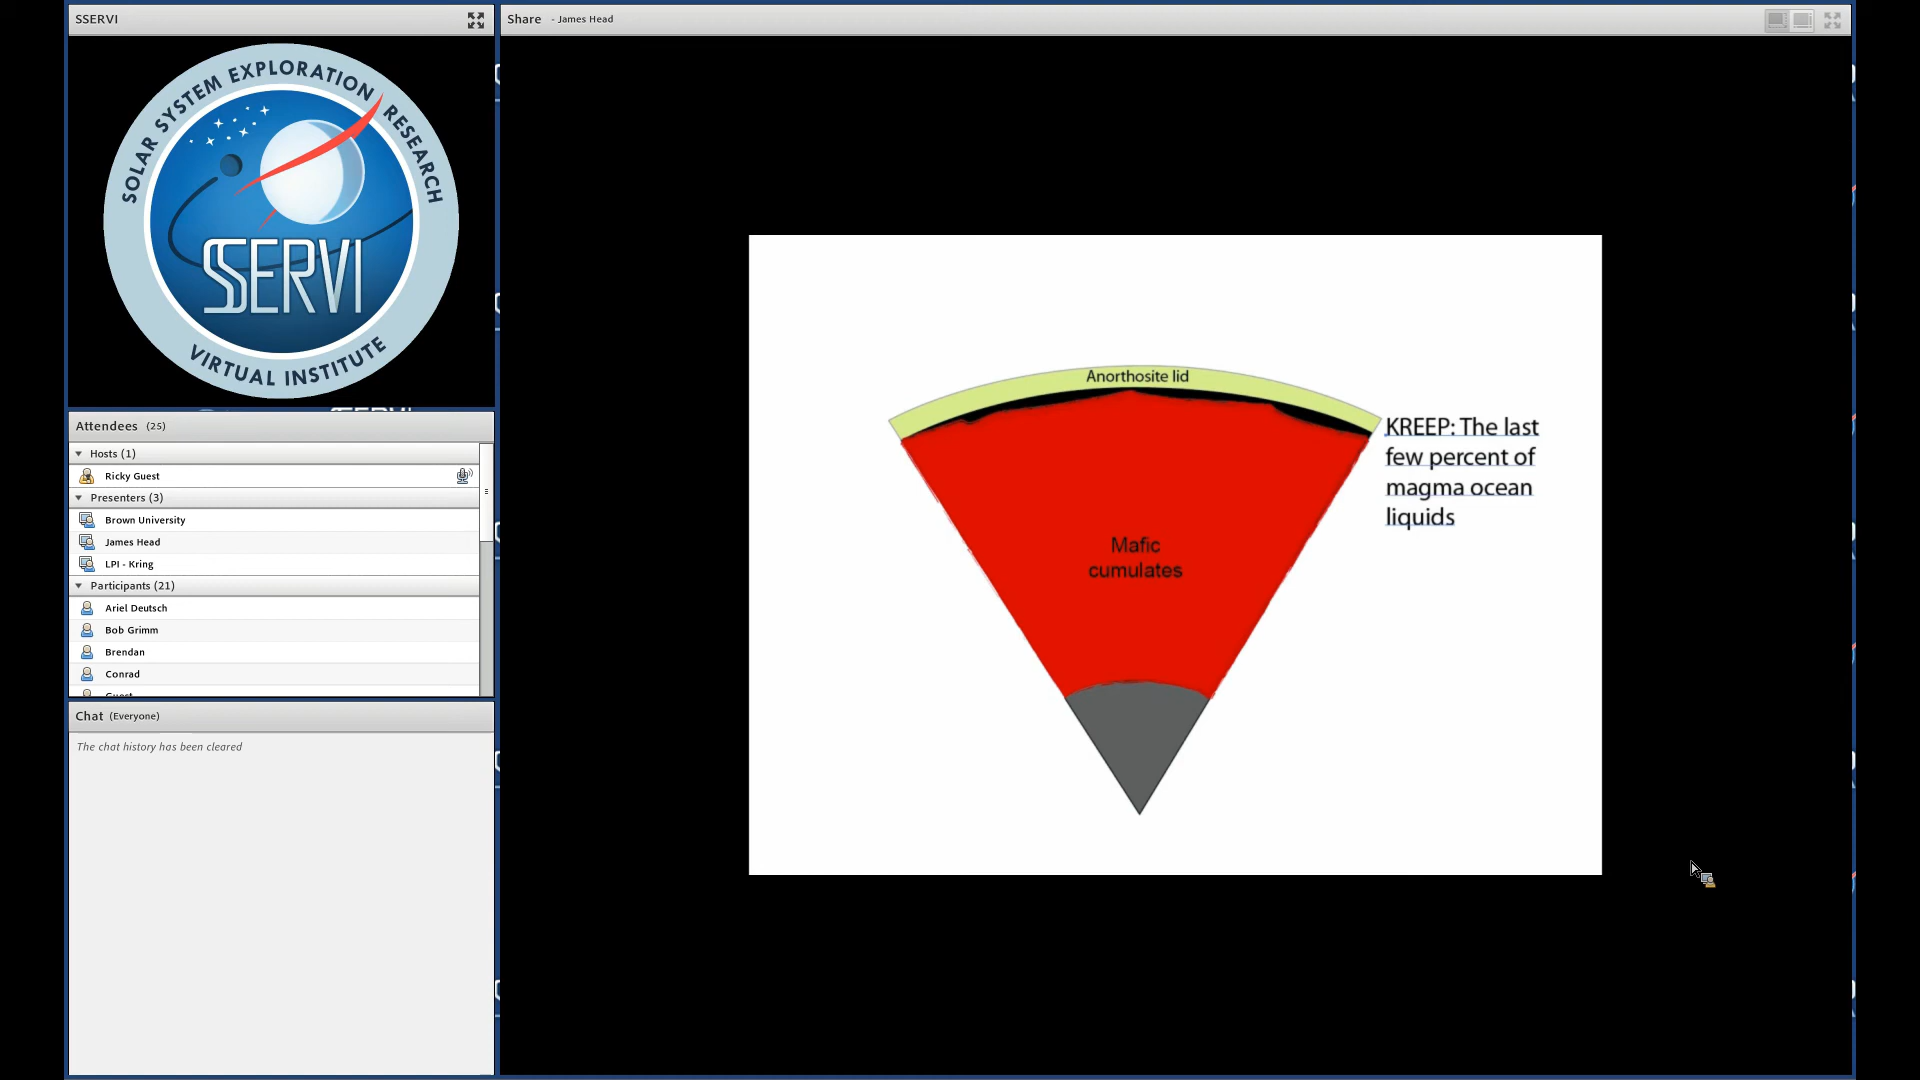 SSERVI
SOLAR SYSTEM EXPLORATION RESEARCH
SSERVI
VIRTUAL INSTITUTE
Attendees (25)
Hosts (1)
Ricky Guest
Presenters (3)
Brown University
James Head
LPI - Kring
Participants (21)
Ariel Deutsch
Bob Grimm
Brendan
Conrad
Guest
Chat (Everyone)
The chat history has been cleared
Share - James Head
Anorthosite lid
KREEP: The last
few percent of
magma ocean
liquids
Mafic
cumulates